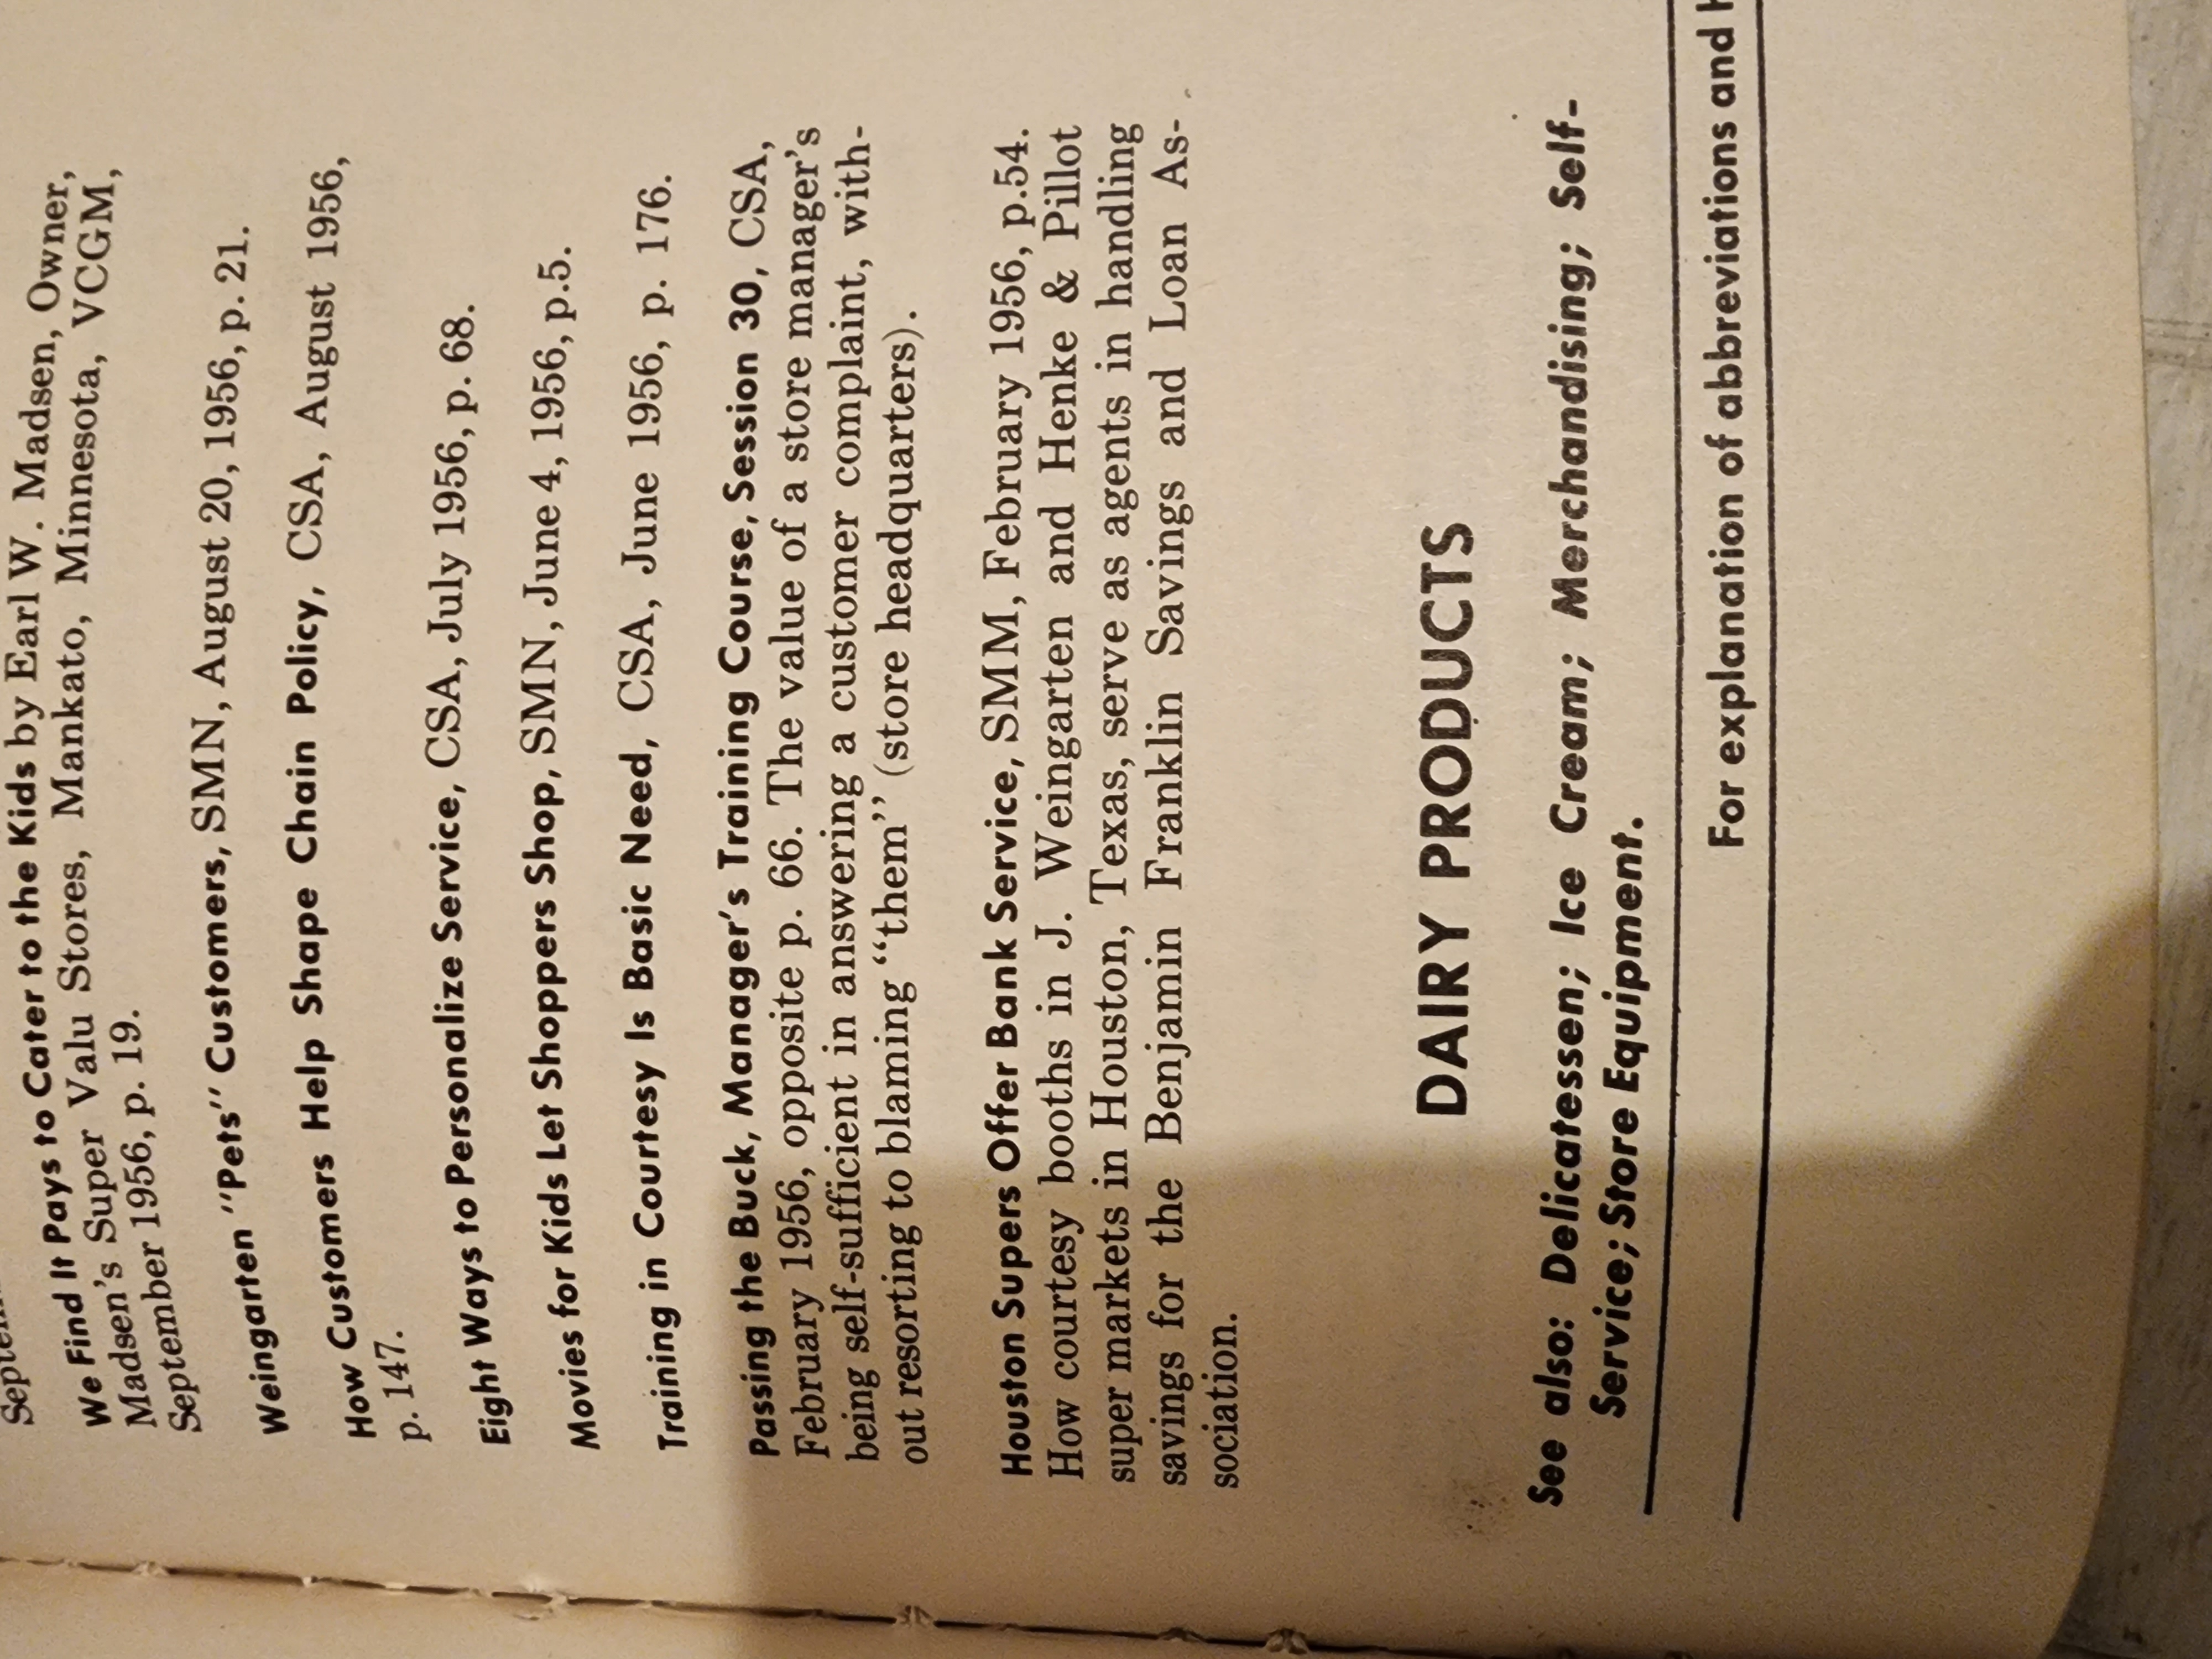 We Find It Pays to Cater to the Kids by Earl W. Madsen, Owner,
Madsen's Super Valu Stores, Mankato, Minnesota, VCGM,
September 1956, p. 19.
Weingarten "Pets" Customers, SMN, August 20, 1956, p. 21.
How Customers Help Shape Chain Policy, CSA, August 1956,
p. 147.
Eight Ways to Personalize Service, CSA, July 1956, p. 68.
Movies for Kids Let Shoppers Shop, SMN, June 4, 1956, p.5.
Training in Courtesy Is Basic Need, CSA, June 1956, p. 176.
Passing the Buck, Manager's Training Course, Session 30, CSA,
February 1956, opposite p. 66. The value of a store manager's
being self-sufficient in answering a customer complaint, with-
out resorting to blaming "them" (store headquarters).
Houston Supers Offer Bank Service, SMM, February 1956, p.54.
How courtesy booths in J. Weingarten and Henke & Pillot
super markets in Houston, Texas, serve as agents in handling
savings for the Benjamin Franklin Savings and Loan As-
sociation.
DAIRY PRODUCTS
See also: Delicatessen; Ice Cream; Merchandising; Self-
Service; Store Equipment.
For explanation of abbreviations and